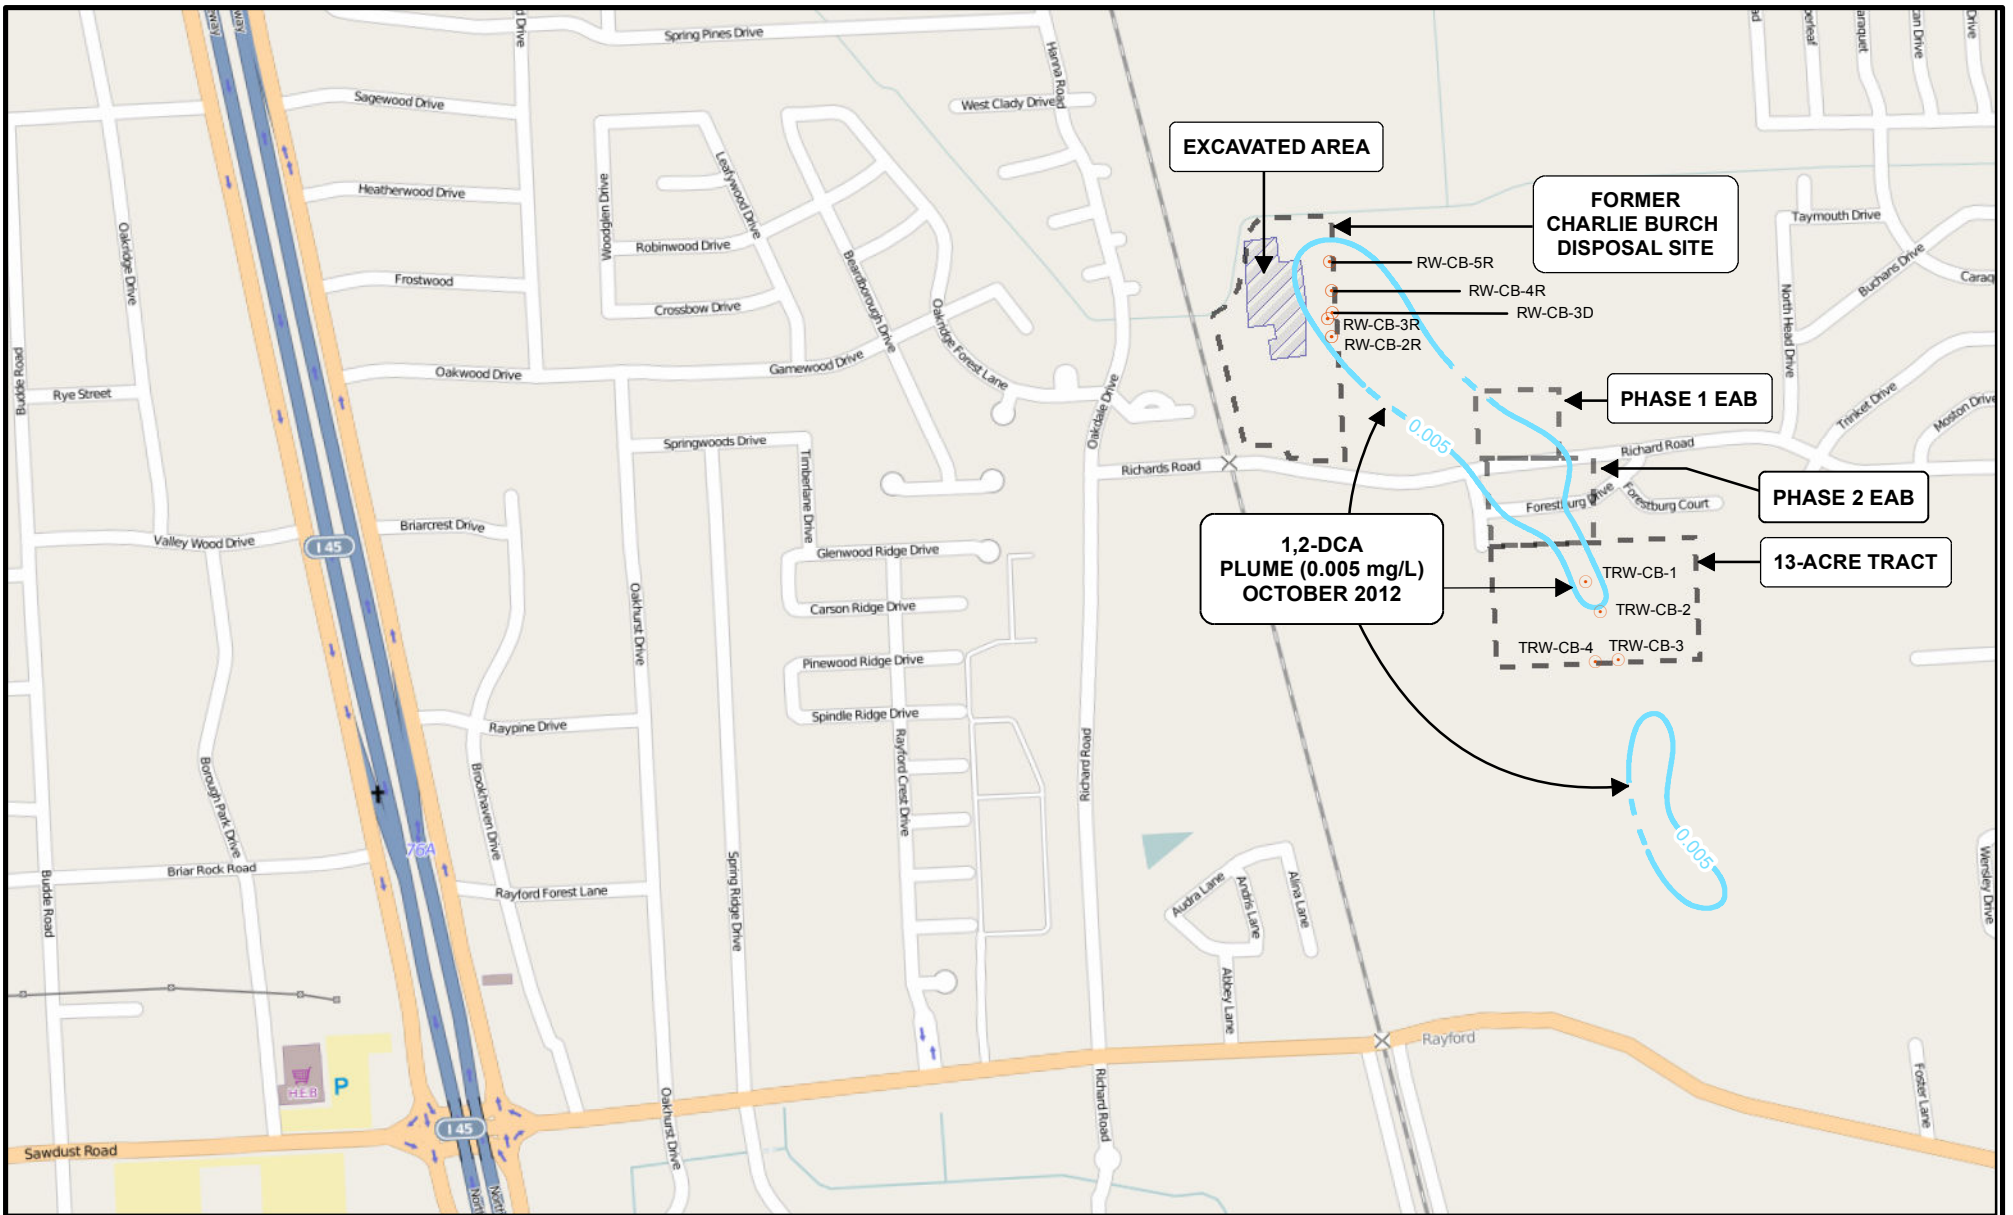 Spring Pines Drive
Hanna Road
Sagewood Drive
West Clady Drive
EXCAVATED AREA
FORMER
CHARLIE BURCH
DISPOSAL SITE
Heatherwood Drive
Woodglen Drive
Leafywood Drive
Oakridge Drive
Robinwood Drive
Beardborough Drive
Taymouth Drive
Buchans Drive
Frostwood
Crossbow Drive
Oakridge Forest Lane
RW-CB-5R
RW-CB-4R
RW-CB-3D
RW-CB-3R
RW-CB-2R
North Head Drive
Budde Road
Rye Street
Oakwood Drive
Gamewood Drive
Oakdale Drive
PHASE 1 EAB
Trinket Drive
Moston Drive
Springwoods Drive
Timberlane Drive
0.005
Richards Road
Richard Road
PHASE 2 EAB
Forestburg Drive
Forestburg Court
Briarcrest Drive
Valley Wood Drive
I 45
Glenwood Ridge Drive
1,2-DCA
PLUME (0.005 mg/L)
OCTOBER 2012
13-ACRE TRACT
TRW-CB-1
TRW-CB-2
TRW-CB-4
TRW-CB-3
Carson Ridge Drive
Oakhurst Drive
Pinewood Ridge Drive
Spindle Ridge Drive
Raypine Drive
Rayford Crest Drive
Richard Road
Borough Park Drive
Brookhaven Drive
76A
0.005
Briar Rock Road
Budde Road
Rayford Forest Lane
Spring Ridge Drive
Audra Lane
Andris Lane
Alina Lane
Wensley Drive
Abbey Lane
Rayford
HEB
P
Oakhurst Drive
Richard Road
Foster Lane
I 45
Sawdust Road